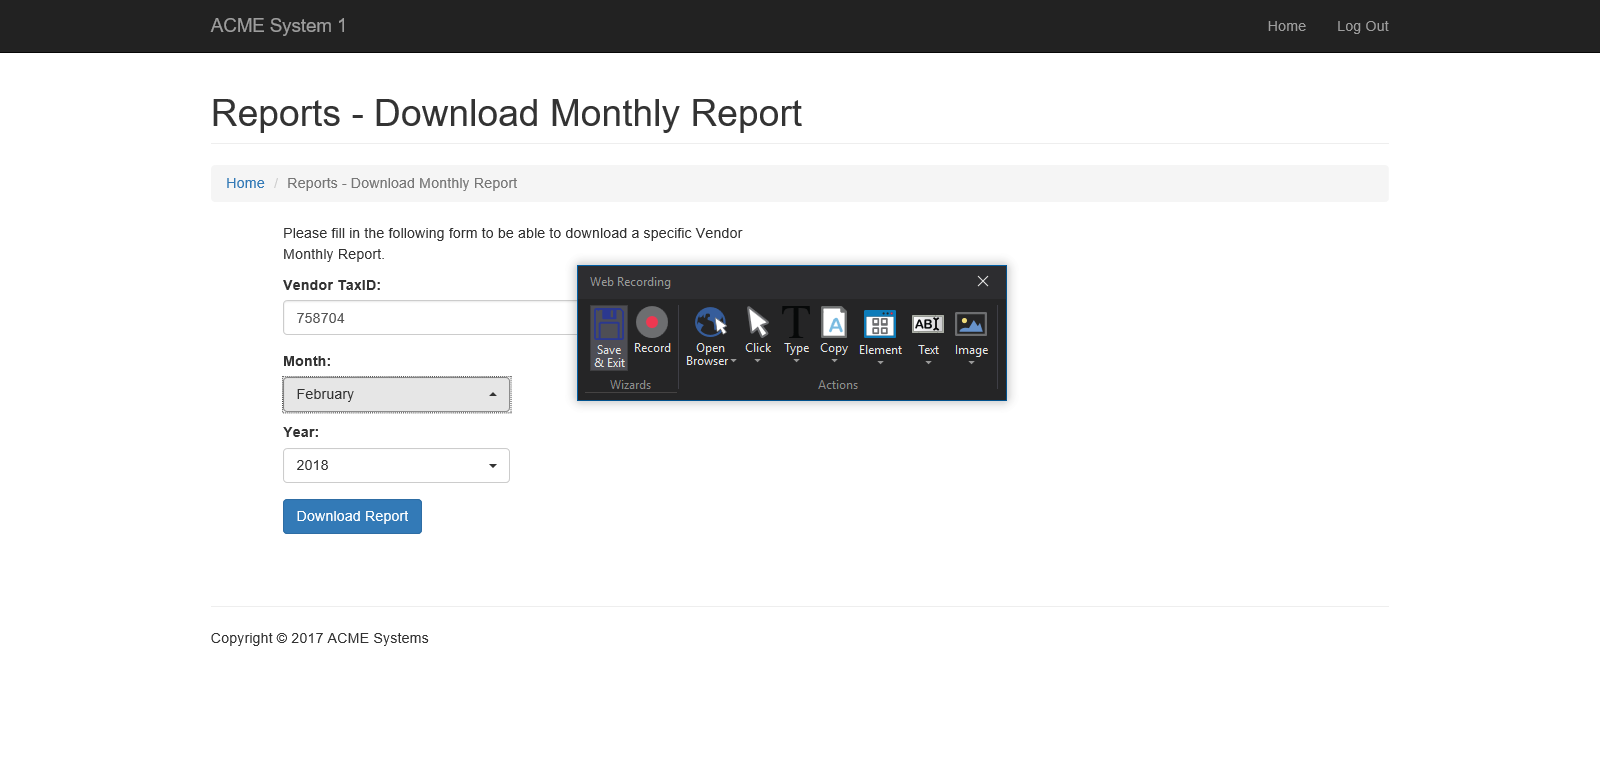 ACME System 1
Home
Log Out
Reports - Download Monthly Report
Home / Reports - Download Monthly Report
Please fill in the following form to be able to download a specific Vendor
Monthly Report.
Vendor TaxID:
758704
Month:
February
Year:
2018
Download Report
Web Recording
Save
& Exit
Record
Open
Browser
Click
T
Type
A
Copy
Element
AB
Text
Image
Wizards
Actions
Copyright © 2017 ACME Systems